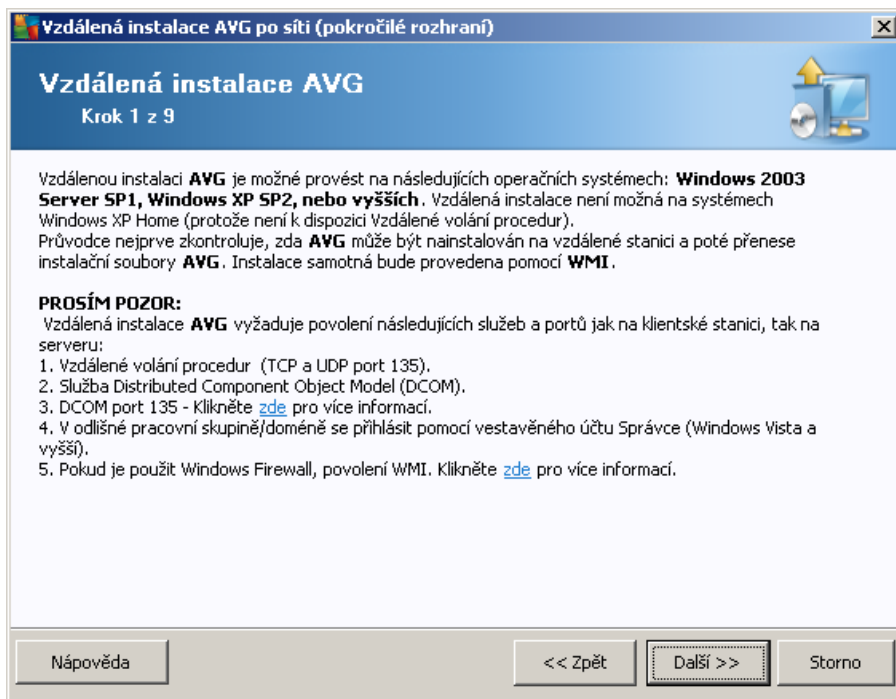 Vzdálená instalace AVG po síti (pokročilé rozhraní)
Vzdálená instalace AVG
Krok 1 z 9
Vzdálenou instalaci AVG je možné provést na následujících operačních systémech: Windows 2003
Server SP1, Windows XP SP2, nebo vyšších. Vzdálená instalace není možná na systémech
Windows XP Home (protože není k dispozici Vzdálené volání procedur).
Průvodce nejprve zkontroluje, zda AVG může být nainstalován na vzdálené stanici a poté přenese
instalační soubory AVG. Instalace samotná bude provedena pomocí WMI.
PROSÍM POZOR:
Vzdálená instalace AVG vyžaduje povolení následujících služeb a portů jak na klientské stanici, tak na
serveru:
1. Vzdálené volání procedur (TCP a UDP port 135).
2. Služba Distributed Component Object Model (DCOM).
3. DCOM port 135 - Klikněte zde pro více informací.
4. V odlišné pracovní skupině/doméně se přihlásit pomocí vestavěného účtu Správce (Windows Vista a
vyšší).
5. Pokud je použit Windows Firewall, povolení WMI. Klikněte zde pro více informací.
Nápověda
<< Zpět
Další >>
Storno